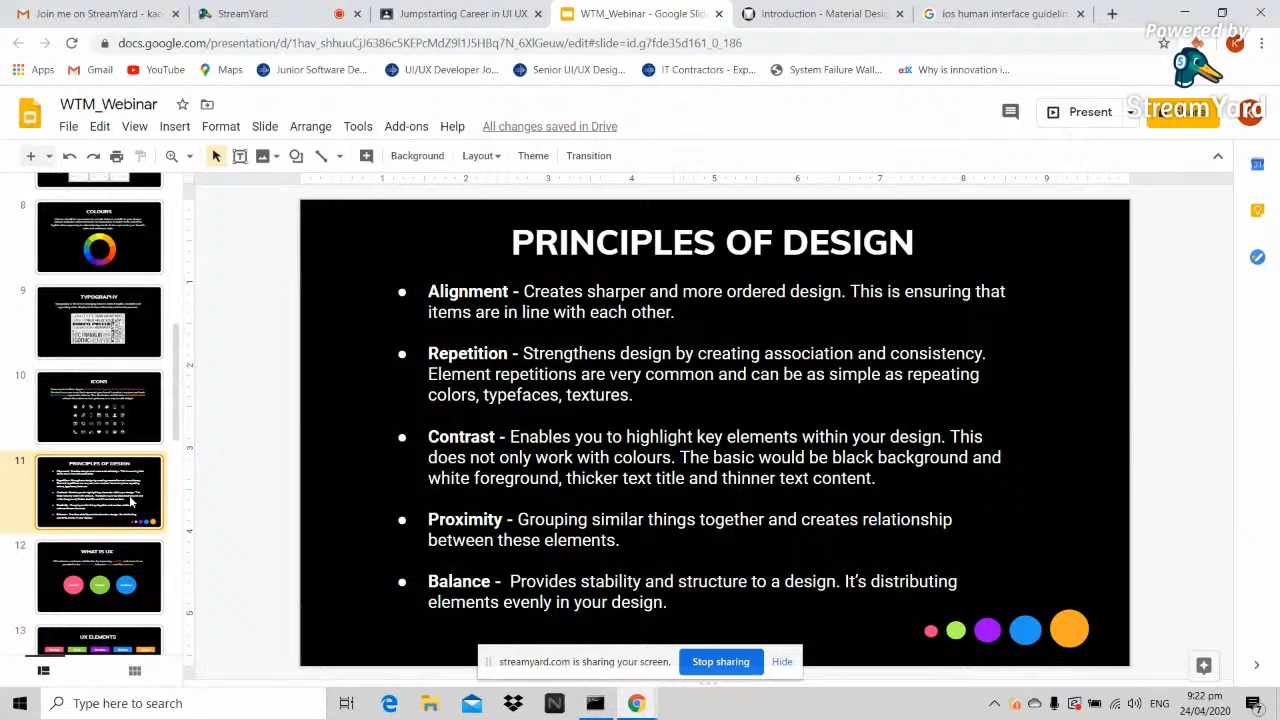 StreamYard
Jumpstarting Career in UI UX
WTM_Webinar - Google Slid
Introduction - Material Design
ios human interface guidelin
docs.google.com/presentation/d/
edit#slide=id.g7fde35d161_0_186
Powered by
Apps
Gmail
YouTube
Maps
Junior Software De...
UI/UX Developer Jo...
Senior UI/UX Desig...
IT Contractors - Exp...
System Failure Wall...
Why is innovation i...
StreamYard
WTM_Webinar
File Edit View Insert Format Slide Arrange Tools Add-ons Help All changes saved in Drive
Present
Background Layout Theme Transition
1 2 4 5 6 7 8 9
8
COLOURS
9
TYPOGRAPHY
10
ICONS
PRINCIPLES OF DESIGN
12
WHAT IS UX
13
UX ELEMENTS
PRINCIPLES OF DESIGN
Alignment - Creates sharper and more ordered design. This is ensuring that
items are in line with each other.
Repetition - Strengthens design by creating association and consistency.
Element repetitions are very common and can be as simple as repeating
colors, type, or textures.
Contrast - Enables you to highlight key elements within your design. This
does not only work with colours. The basic would be black background and
white foreground, thicker text title and thinner text content.
Proximity - Grouping similar things together and creates relationship
between these elements.
Balance - Provides stability and structure to a design. It's distributing
elements evenly in your design.
streamyard.com is sharing your screen.
Stop sharing
Hide
Type here to search
ENG
9:22 pm
24/04/2020